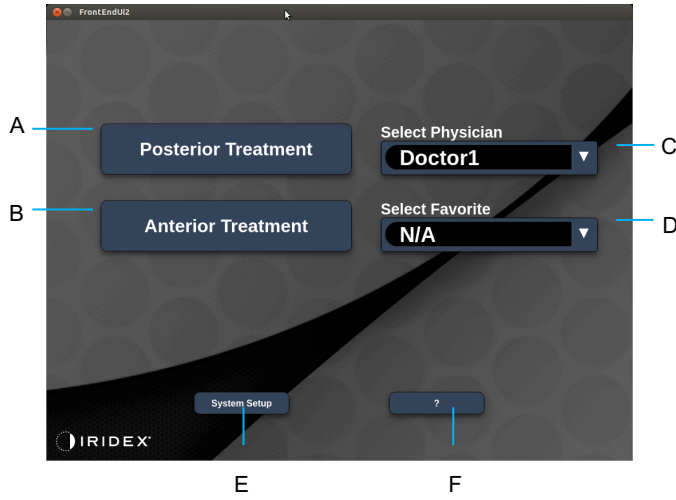 FrontEndUi2
A
Posterior Treatment
Select Physician
Doctor1
C
B
Anterior Treatment
Select Favorite
N/A
D
System Setup
?
IRIDEX
E
F